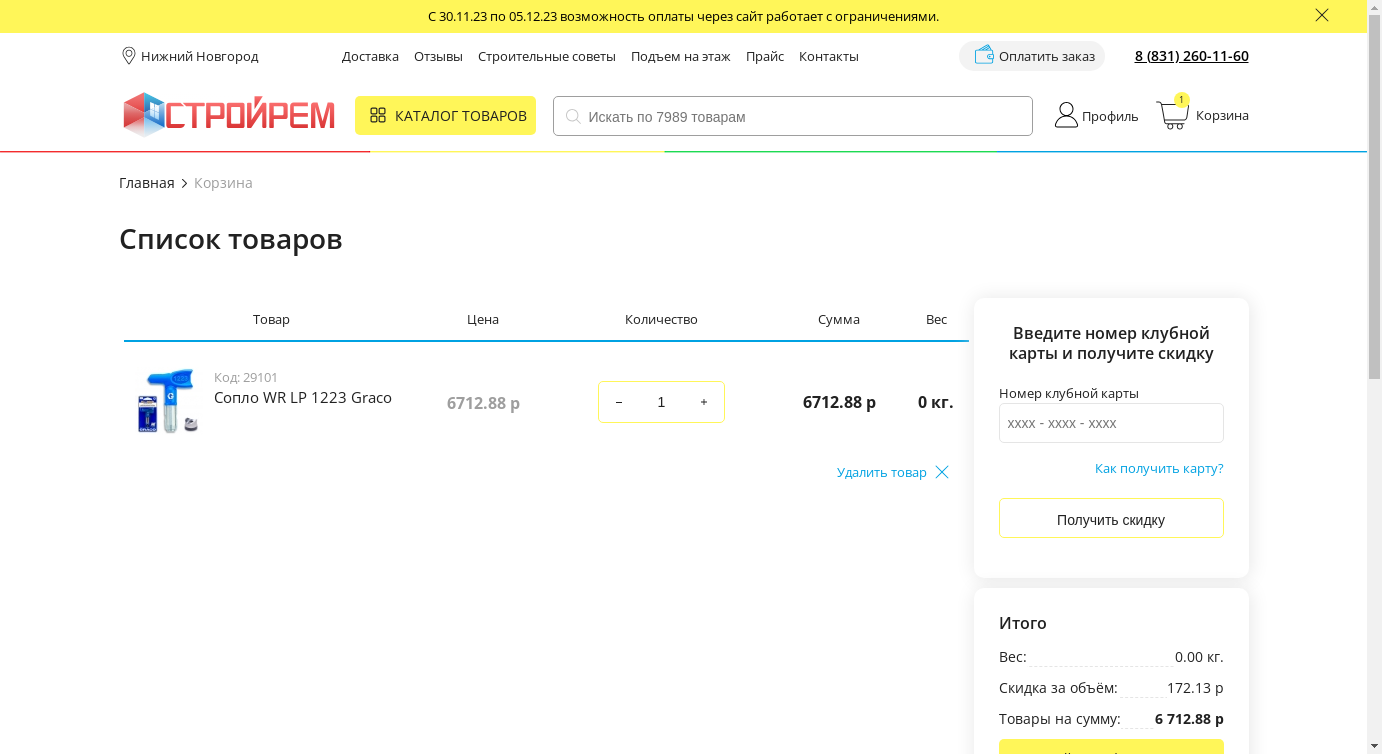 С 30.11.23 по 05.12.23 возможность оплаты через сайт работает с ограничениями.
Нижний Новгород
Доставка Отзывы Строительные советы Подъем на этаж Прайс Контакты
Оплатить заказ
8 (831) 260-11-60
СТРОЙРЕМ
КАТАЛОГ ТОВАРОВ
Искать по 7989 товарам
Профиль
1
Корзина
Главная Корзина
Список товаров
Товар Цена Количество Сумма Вес
Код: 29101
Сопло WR LP 1223 Graco
6712.88 р
− 1 +
6712.88 р
0 кг.
Удалить товар
Введите номер клубной
карты и получите скидку
Номер клубной карты
xxxx - xxxx - xxxx
Как получить карту?
Получить скидку
Итого
Вес: 0.00 кг.
Скидка за объём: 172.13 р
Товары на сумму: 6 712.88 р